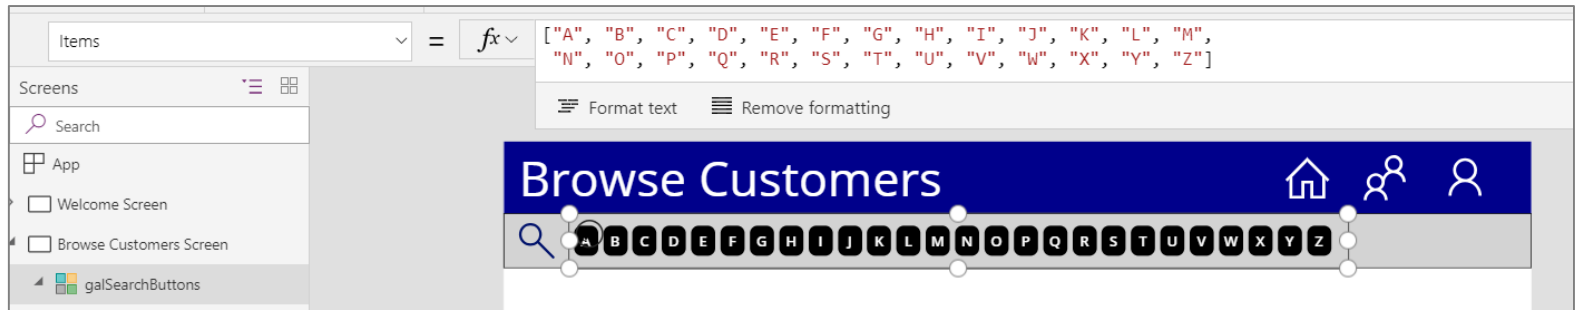 Items
=
fx
["A", "B", "C", "D", "E", "F", "G", "H", "I", "J", "K", "L", "M",
"N", "O", "P", "Q", "R", "S", "T", "U", "V", "W", "X", "Y", "Z"]
Format text
Remove formatting
Screens
Search
App
Welcome Screen
Browse Customers Screen
galSearchButtons
Browse Customers
A B C D E F G H I J K L M N O P Q R S T U V W X Y Z